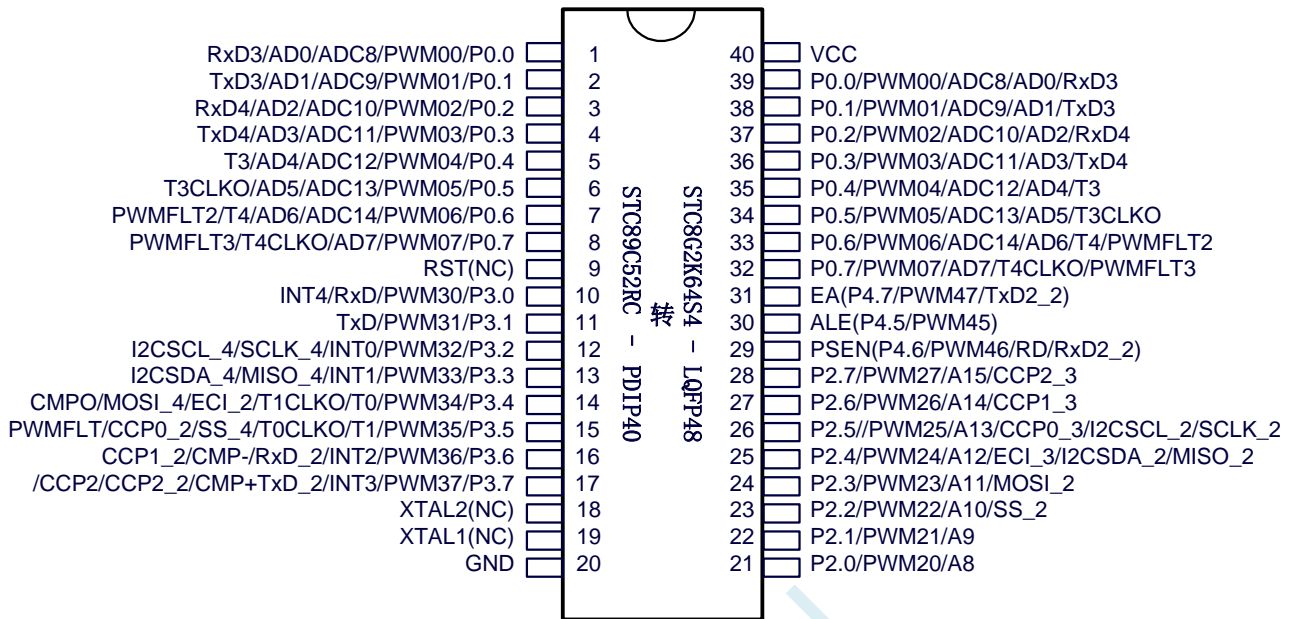 RxD3/AD0/ADC8/PWM00/P0.0 1 40 VCC
TxD3/AD1/ADC9/PWM01/P0.1 2 39 P0.0/PWM00/ADC8/AD0/RxD3
RxD4/AD2/ADC10/PWM02/P0.2 3 38 P0.1/PWM01/ADC9/AD1/TxD3
TxD4/AD3/ADC11/PWM03/P0.3 4 37 P0.2/PWM02/ADC10/AD2/RxD4
T3/AD4/ADC12/PWM04/P0.4 5 36 P0.3/PWM03/ADC11/AD3/TxD4
T3CLKO/AD5/ADC13/PWM05/P0.5 6 35 P0.4/PWM04/ADC12/AD4/T3
PWMFLT2/T4/AD6/ADC14/PWM06/P0.6 7 34 P0.5/PWM05/ADC13/AD5/T3CLKO
PWMFLT3/T4CLKO/AD7/PWM07/P0.7 8 33 P0.6/PWM06/ADC14/AD6/T4/PWMFLT2
RST(NC) 9 32 P0.7/PWM07/AD7/T4CLKO/PWMFLT3
INT4/RxD/PWM30/P3.0 10 31 EA(P4.7/PWM47/TxD2_2)
TxD/PWM31/P3.1 11 30 ALE(P4.5/PWM45)
I2CSCL_4/SCLK_4/INT0/PWM32/P3.2 12 29 PSEN(P4.6/PWM46/RD/RxD2_2)
I2CSDA_4/MISO_4/INT1/PWM33/P3.3 13 28 P2.7/PWM27/A15/CCP2_3
CMPO/MOSI_4/ECI_2/T1CLKO/T0/PWM34/P3.4 14 27 P2.6/PWM26/A14/CCP1_3
PWMFLT/CCP0_2/SS_4/T0CLKO/T1/PWM35/P3.5 15 26 P2.5//PWM25/A13/CCP0_3/I2CSCL_2/SCLK_2
CCP1_2/CMP-/RxD_2/INT2/PWM36/P3.6 16 25 P2.4/PWM24/A12/ECI_3/I2CSDA_2/MISO_2
/CCP2/CCP2_2/CMP+TxD_2/INT3/PWM37/P3.7 17 24 P2.3/PWM23/A11/MOSI_2
XTAL2(NC) 18 23 P2.2/PWM22/A10/SS_2
XTAL1(NC) 19 22 P2.1/PWM21/A9
GND 20 21 P2.0/PWM20/A8
STC8G2K64S4 - LQFP48
转
STC89C52RC - PDIP40